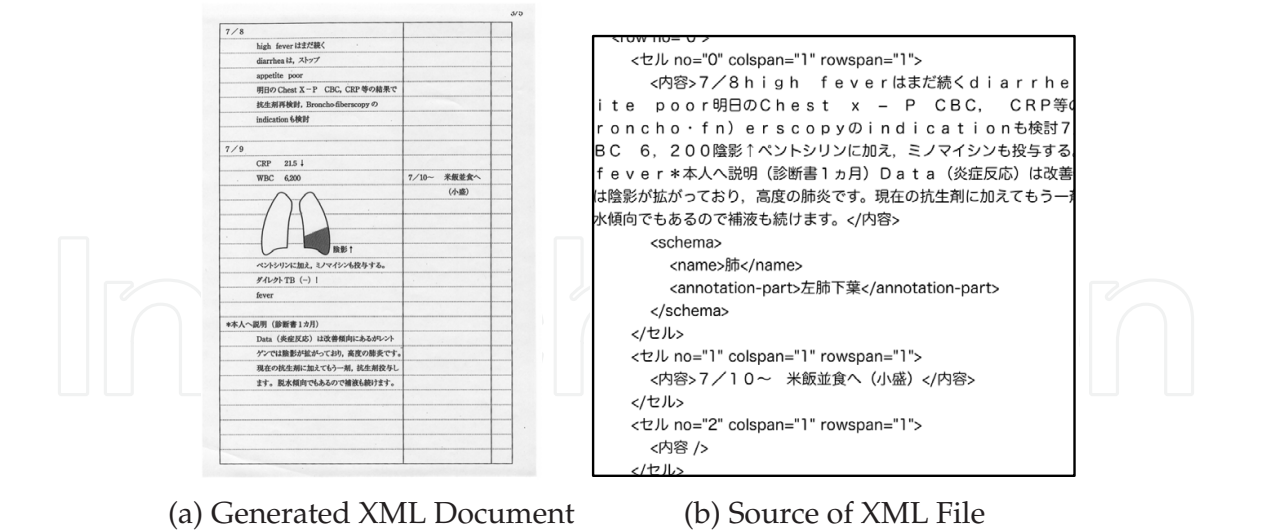 3/5
7／8
high fever はまだ続く
diarrhea は，ストップ
appetite poor
明日の Chest X－P CBC, CRP 等の結果で
抗生剤再検討, Broncho-fiberscopy の
indication も検討
7／9
CRP 21.5 ↓
WBC 6,200
7／10〜 米飯並食へ
（小盛）
陰影↑
ペントシリンに加え，ミノマイシンも投与する。
ダイレクト TB（−）！
fever
＊本人へ説明（診断書1カ月）
Data（炎症反応）は改善傾向にあるがレント
ゲンでは陰影が拡がっており，高度の肺炎です。
現在の抗生剤に加えてもう一剤，抗生剤投与し
ます。脱水傾向でもあるので補液も続けます。
(a) Generated XML Document
<row no="0">
<セル no="0" colspan="1" rowspan="1">
<内容>７／８ｈｉｇｈ　ｆｅｖｅｒはまだ続くｄｉａｒｒｈｅ
ｉｔｅ　ｐｏｏｒ明日のＣｈｅｓｔ　ｘ　－　Ｐ　ＣＢＣ，　ＣＲＰ等の
ｒｏｎｃｈｏ・ｆｎ）ｅｒｓｃｏｐｙのｉｎｄｉｃａｔｉｏｎも検討７
ＢＣ　６，２００陰影↑ペントシリンに加え，ミノマイシンも投与する。
ｆｅｖｅｒ＊本人へ説明（診断書１ヵ月）Ｄａｔａ（炎症反応）は改善
は陰影が拡がっており，高度の肺炎です。現在の抗生剤に加えてもう一剤
水傾向でもあるので補液も続けます。</内容>
<schema>
<name>肺</name>
<annotation-part>左肺下葉</annotation-part>
</schema>
</セル>
<セル no="1" colspan="1" rowspan="1">
<内容>７／１０〜　米飯並食へ（小盛）</内容>
</セル>
<セル no="2" colspan="1" rowspan="1">
<内容 />
</セル>
(b) Source of XML File